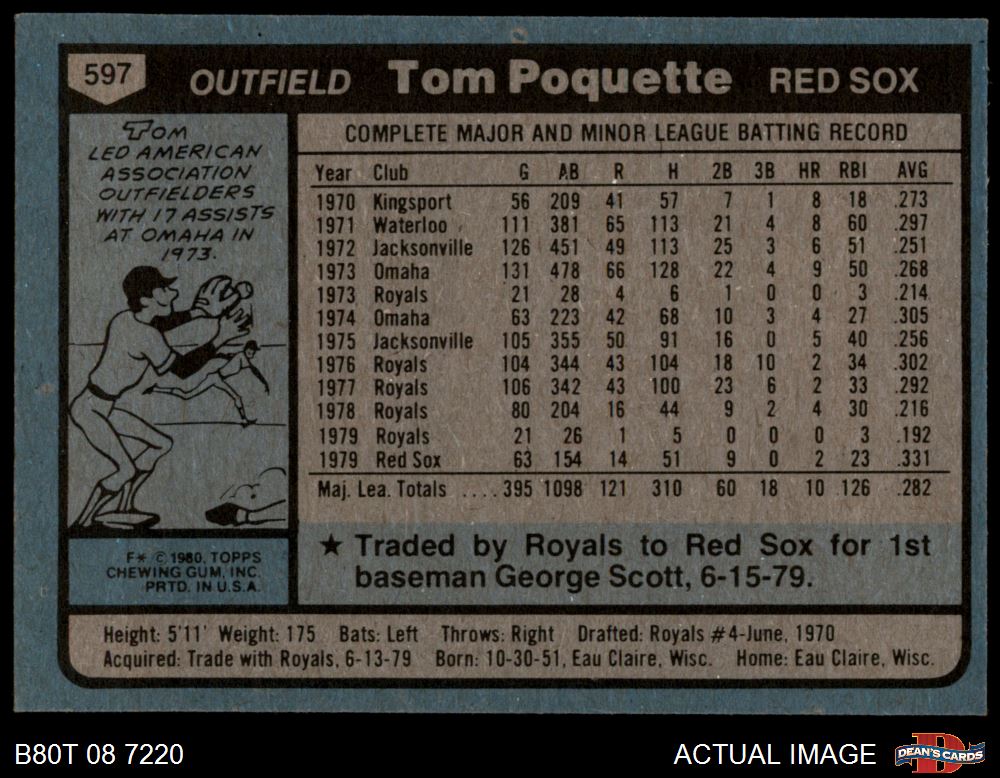 597 OUTFIELD Tom Poquette RED SOX
TOM
LED AMERICAN
ASSOCIATION
OUTFIELDERS
WITH 17 ASSISTS
AT OMAHA IN
1973.
COMPLETE MAJOR AND MINOR LEAGUE BATTING RECORD
Year Club G AB R H 2B 3B HR RBI AVG
1970 Kingsport 56 209 41 57 7 1 8 18 .273
1971 Waterloo 111 381 65 113 21 4 8 60 .297
1972 Jacksonville 126 451 49 113 25 3 6 51 .251
1973 Omaha 131 478 66 128 22 4 9 50 .268
1973 Royals 21 28 4 6 1 0 0 3 .214
1974 Omaha 63 223 42 68 10 3 4 27 .305
1975 Jacksonville 105 355 50 91 16 0 5 40 .256
1976 Royals 104 344 43 104 18 10 2 34 .302
1977 Royals 106 342 43 100 23 6 2 33 .292
1978 Royals 80 204 16 44 9 2 4 30 .216
1979 Royals 21 26 1 5 0 0 0 3 .192
1979 Red Sox 63 154 14 51 9 0 2 23 .331
Maj. Lea. Totals ....395 1098 121 310 60 18 10 126 .282
★ Traded by Royals to Red Sox for 1st
baseman George Scott, 6-15-79.
F* © 1980, TOPPS
CHEWING GUM, INC.
PRTD. IN U.S.A.
Height: 5'11' Weight: 175 Bats: Left Throws: Right Drafted: Royals #4-June, 1970
Acquired: Trade with Royals, 6-13-79 Born: 10-30-51, Eau Claire, Wisc. Home: Eau Claire, Wisc.
B80T 08 7220 ACTUAL IMAGE DEAN'S CARDS